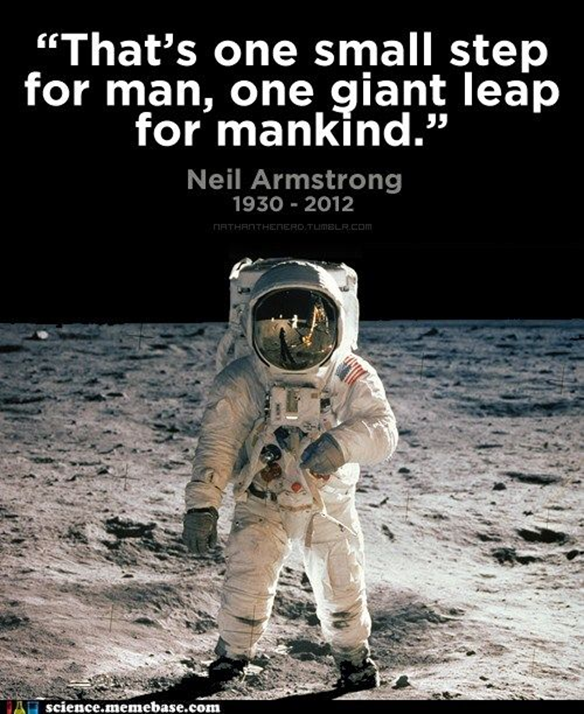 “That’s one small step
for man, one giant leap
for mankind.”
Neil Armstrong
1930 - 2012
NATHANTHENERD.TUMBLR.COM
science.memebase.com